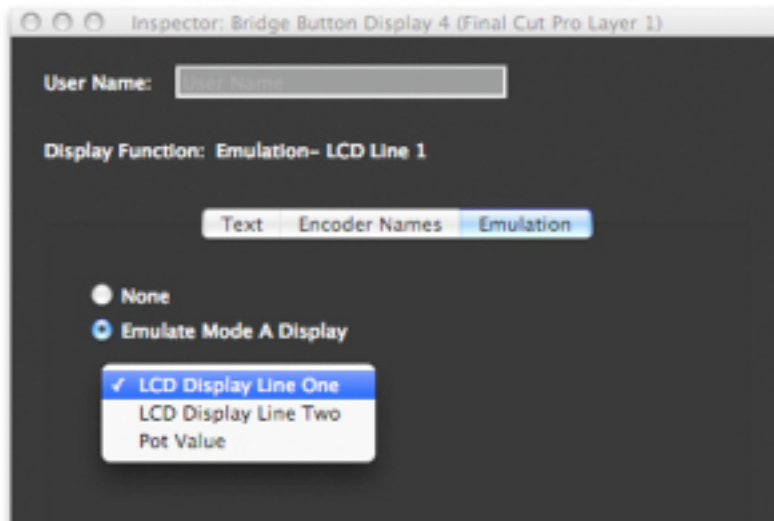 Inspector: Bridge Button Display 4 (Final Cut Pro Layer 1)
User Name: User Name
Display Function: Emulation- LCD Line 1
Text Encoder Names Emulation
None
Emulate Mode A Display
✓ LCD Display Line One
LCD Display Line Two
Pot Value